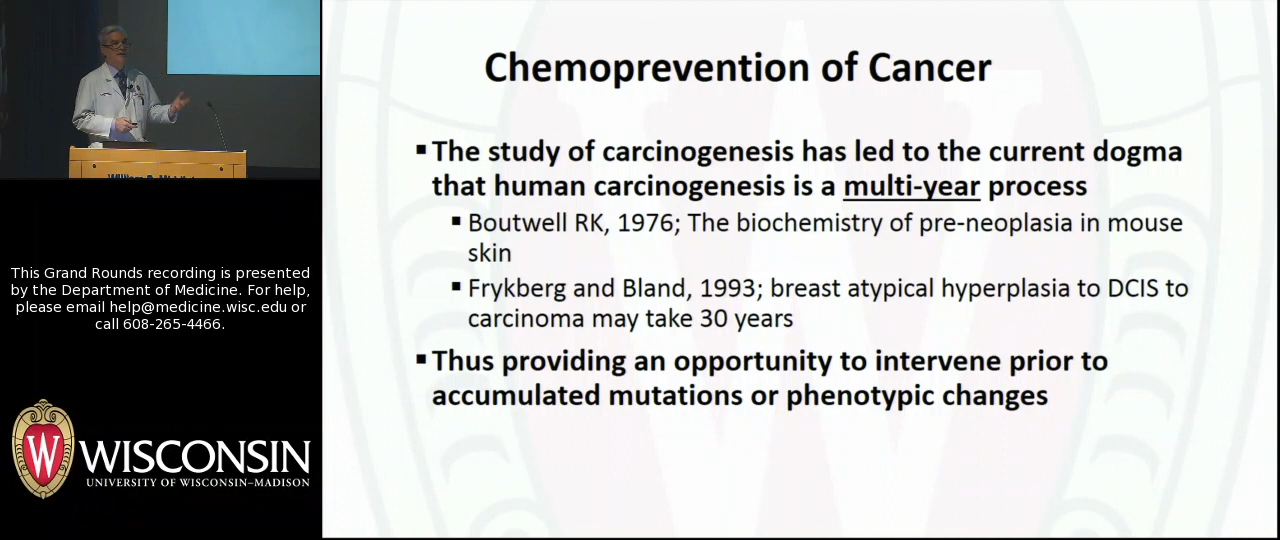 Chemoprevention of Cancer
▪ The study of carcinogenesis has led to the current dogma
that human carcinogenesis is a multi-year process
▪ Boutwell RK, 1976; The biochemistry of pre-neoplasia in mouse
skin
▪ Frykberg and Bland, 1993; breast atypical hyperplasia to DCIS to
carcinoma may take 30 years
▪ Thus providing an opportunity to intervene prior to
accumulated mutations or phenotypic changes
This Grand Rounds recording is presented
by the Department of Medicine. For help,
please email help@medicine.wisc.edu or
call 608-265-4466.
W
WISCONSIN
UNIVERSITY OF WISCONSIN–MADISON